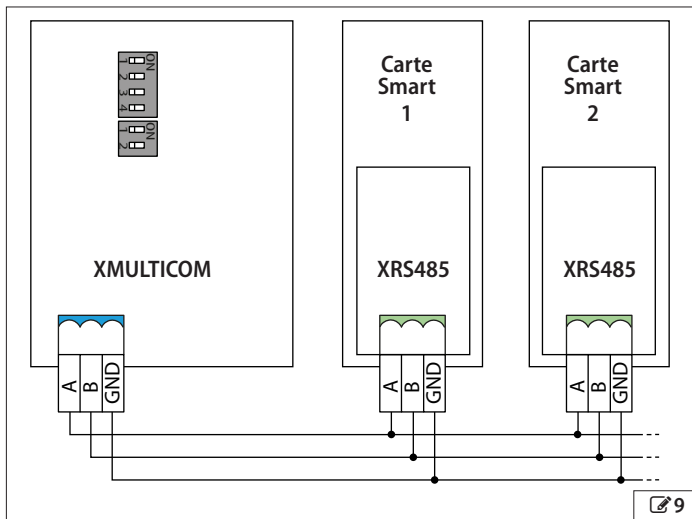 ON
1
2
3
4
ON
1
2
XMULTICOM
A
B
GND
Carte
Smart
1
XRS485
A
B
GND
Carte
Smart
2
XRS485
A
B
GND
9